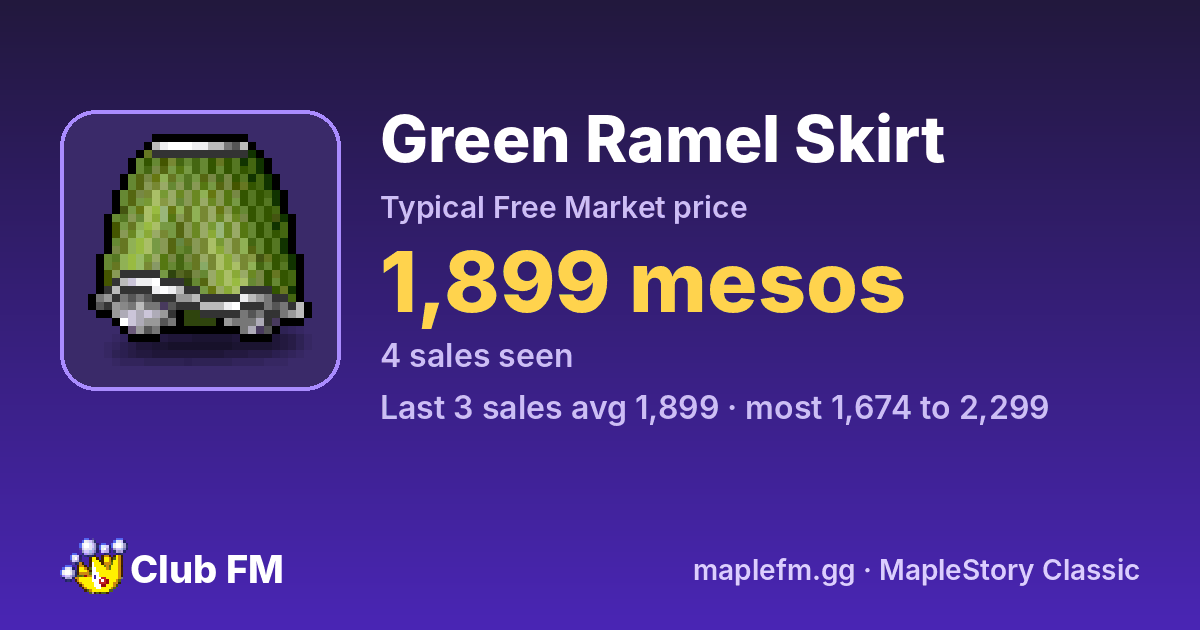 Green Ramel Skirt
Typical Free Market price
1,899 mesos
4 sales seen
Last 3 sales avg 1,899 · most 1,674 to 2,299
Club FM
maplefm.gg · MapleStory Classic